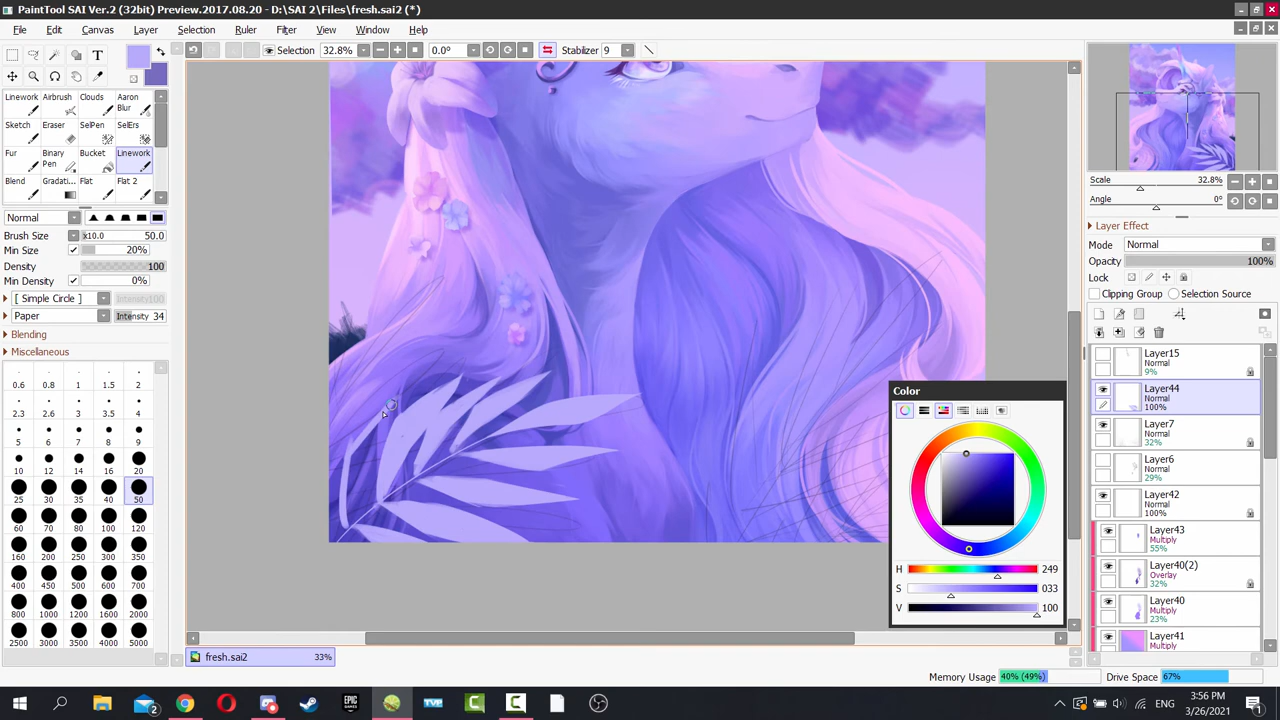 PaintTool SAI Ver.2 (32bit) Preview.2017.08.20 - D:\SAI 2\Files\fresh.sai2 (*)
File Edit Canvas Layer Selection Ruler Filter View Window Help
Selection 32.8% 0.0° Stabilizer 9
Linework Airbrush Clouds Aaron Blur
Sketch Eraser SelPen SelErs
Fur Binary Pen Bucket Linework
Blend Gradati... Flat Flat 2
Normal
Brush Size x10.0 50.0
Min Size 20%
Density 100
Min Density 0%
[ Simple Circle ] Intensity 100
Paper Intensity 34
Blending
Miscellaneous
0.6 0.8 1 1.5 2
2.3 2.6 3 3.5 4
5 6 7 8 9
10 12 14 16 20
25 30 35 40 50
60 70 80 100 120
160 200 250 300 350
400 450 500 600 700
800 1000 1200 1600 2000
2500 3000 3500 4000 5000
Scale 32.8%
Angle 0°
Layer Effect
Mode Normal
Opacity 100%
Lock
Clipping Group Selection Source
Layer15
Normal
9%
Layer44
Normal
100%
Layer7
Normal
32%
Layer6
Normal
29%
Layer42
Normal
100%
Layer43
Multiply
55%
Layer40(2)
Overlay
6%
Layer40
Multiply
23%
Layer41
Multiply
Color
H 249
S 033
V 100
fresh.sai2 33%
Memory Usage 40% (49%) Drive Space 67%
2 EPIC GAMES TVP ENG 3:56 PM
3/26/2021 1